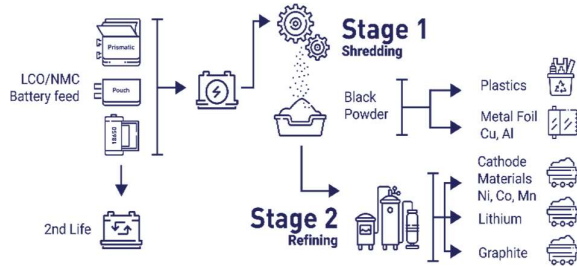 Stage 1
Shredding
Prismatic
LCO/NMC
Battery feed
Pouch
18650
Black
Powder
Plastics
Metal Foil
Cu, Al
Cathode
Materials
Ni, Co, Mn
Stage 2
Refining
Lithium
2nd Life
Graphite